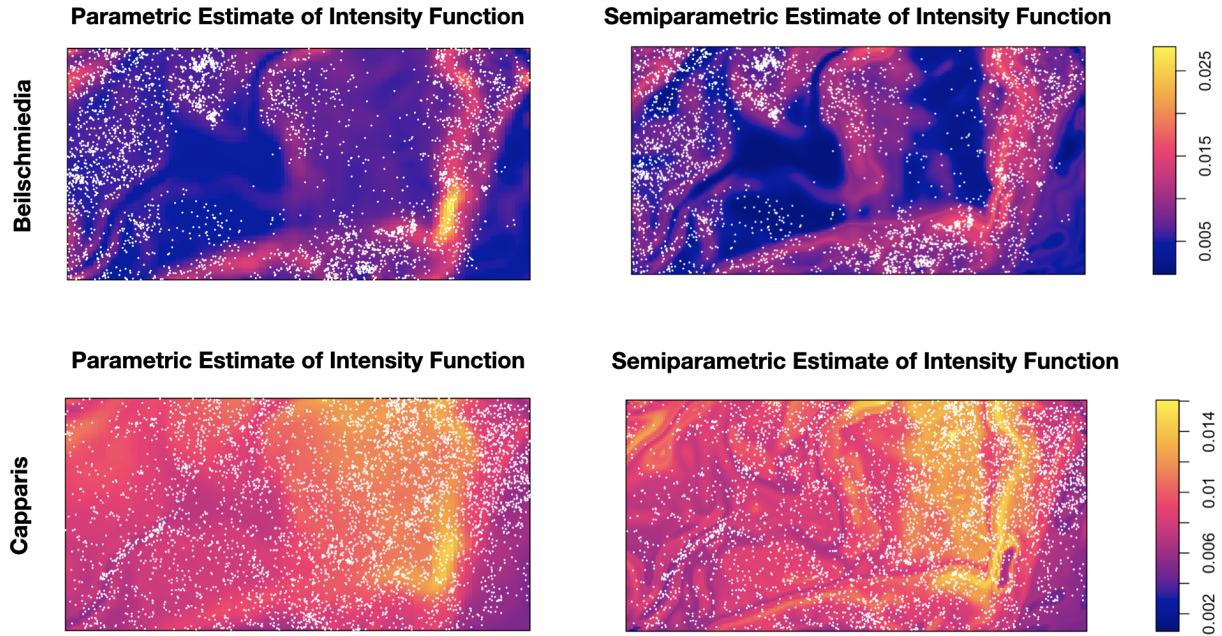 Parametric Estimate of Intensity Function
Semiparametric Estimate of Intensity Function
Beilschmiedia
0.025
0.015
0.005
Parametric Estimate of Intensity Function
Semiparametric Estimate of Intensity Function
Capparis
0.014
0.01
0.006
0.002